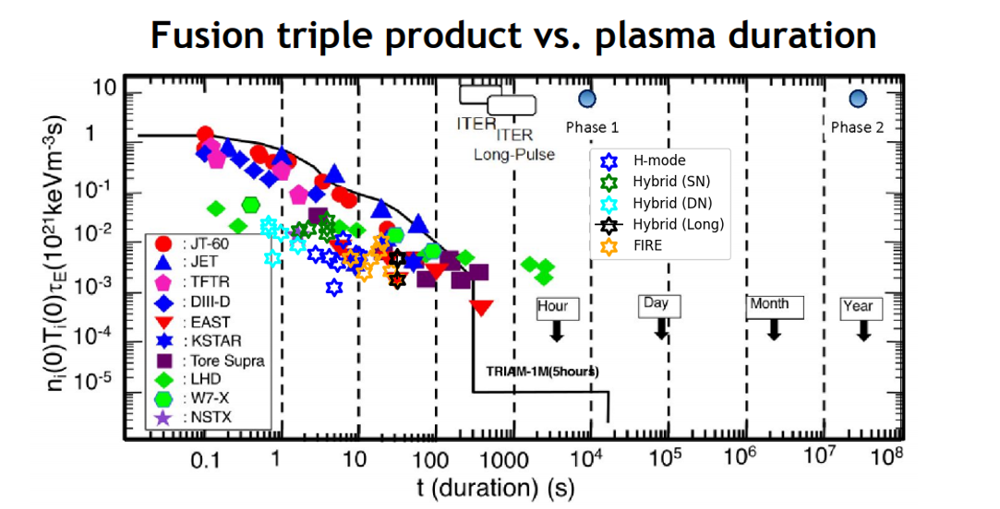 Fusion triple product vs. plasma duration
nᵢ(0)Tᵢ(0)τE(10²¹keVm⁻³s)
10
1
10⁻¹
10⁻²
10⁻³
10⁻⁴
10⁻⁵
ITER
ITER
Long-Pulse
Phase 1
Phase 2
H-mode
Hybrid (SN)
Hybrid (DN)
Hybrid (Long)
FIRE
: JT-60
: JET
: TFTR
: DIII-D
: EAST
: KSTAR
: Tore Supra
: LHD
: W7-X
: NSTX
Hour
Day
Month
Year
TRIAM-1M(5hours)
0.1
1
10
100
1000
10⁴
10⁵
10⁶
10⁷
10⁸
t (duration) (s)